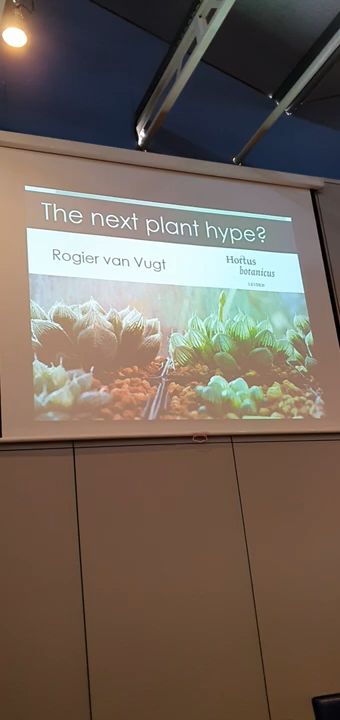 The next plant hype?
Rogier van Vugt
Hortus
botanicus
LEIDEN